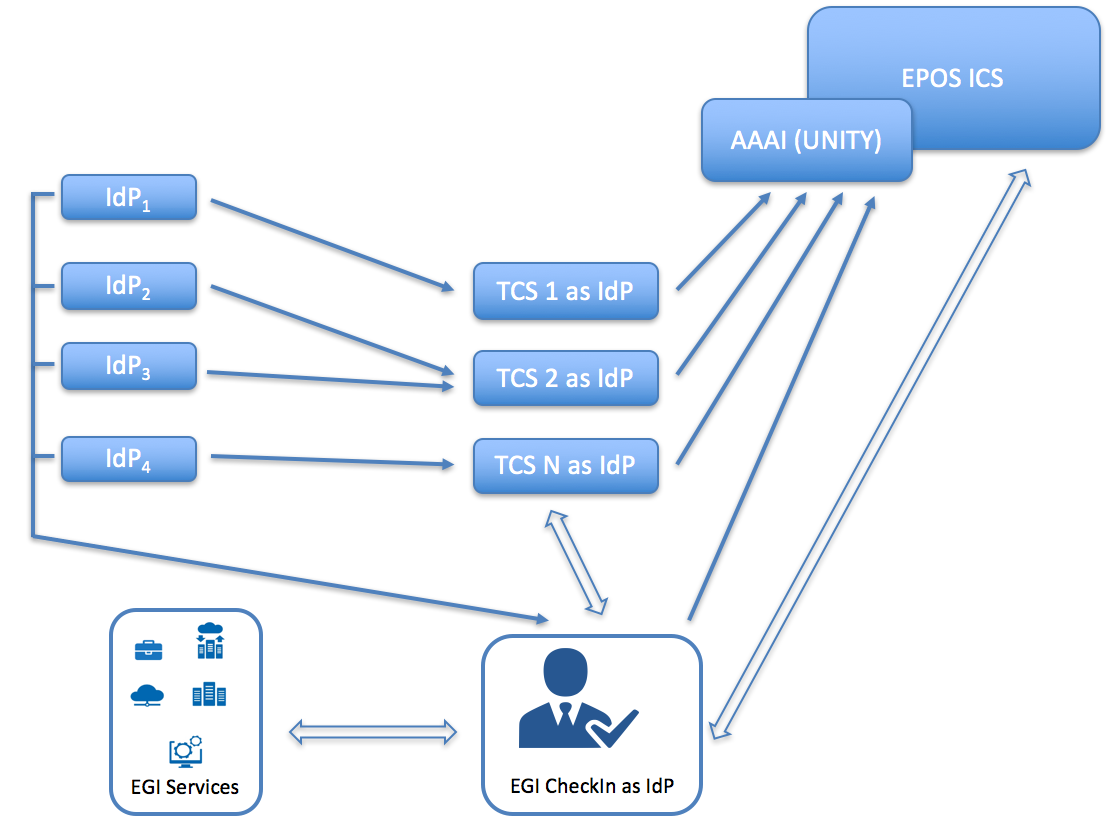 EPOS ICS
AAAI (UNITY)
IdP1
IdP2
IdP3
IdP4
TCS 1 as IdP
TCS 2 as IdP
TCS N as IdP
EGI Services
EGI CheckIn as IdP